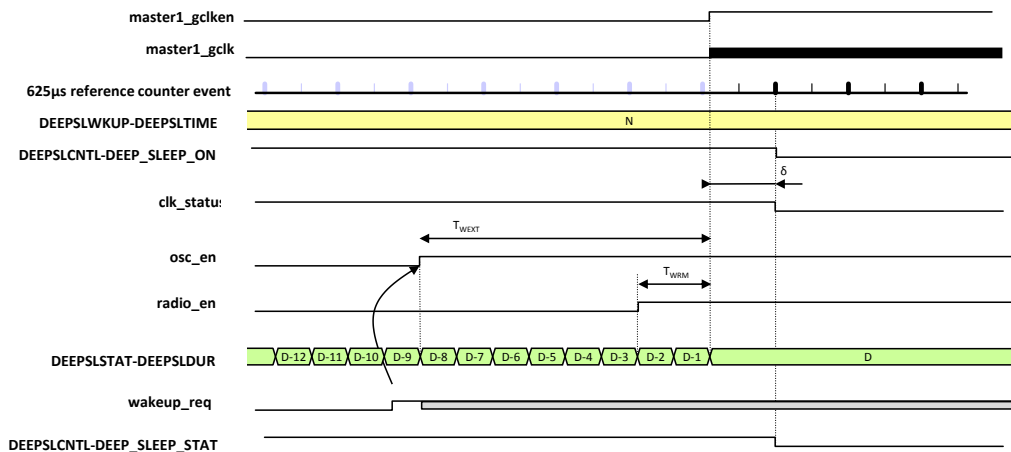 master1_gclken
master1_gclk
625µs reference counter event
DEEPSLWKUP-DEEPSLTIME
N
DEEPSLCNTL-DEEP_SLEEP_ON
δ
clk_status
TWEXT
osc_en
TWRM
radio_en
DEEPSLSTAT-DEEPSLDUR
D-12 D-11 D-10 D-9 D-8 D-7 D-6 D-5 D-4 D-3 D-2 D-1 D
wakeup_req
DEEPSLCNTL-DEEP_SLEEP_STAT